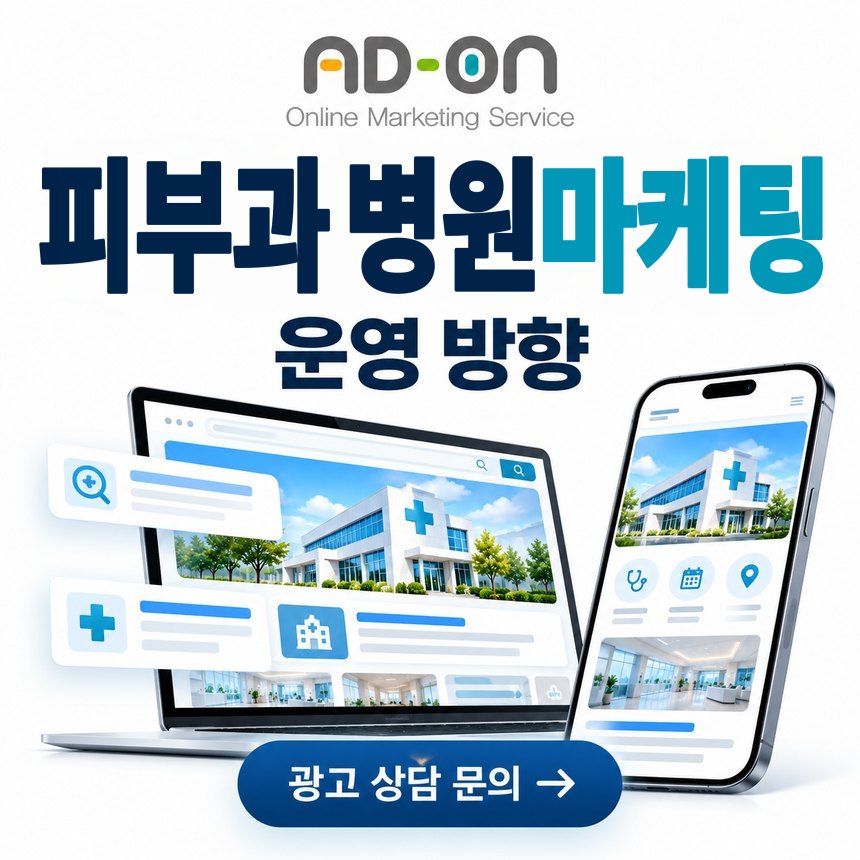 AD-ON
Online Marketing Service
피부과 병원마케팅
운영 방향
광고 상담 문의 →